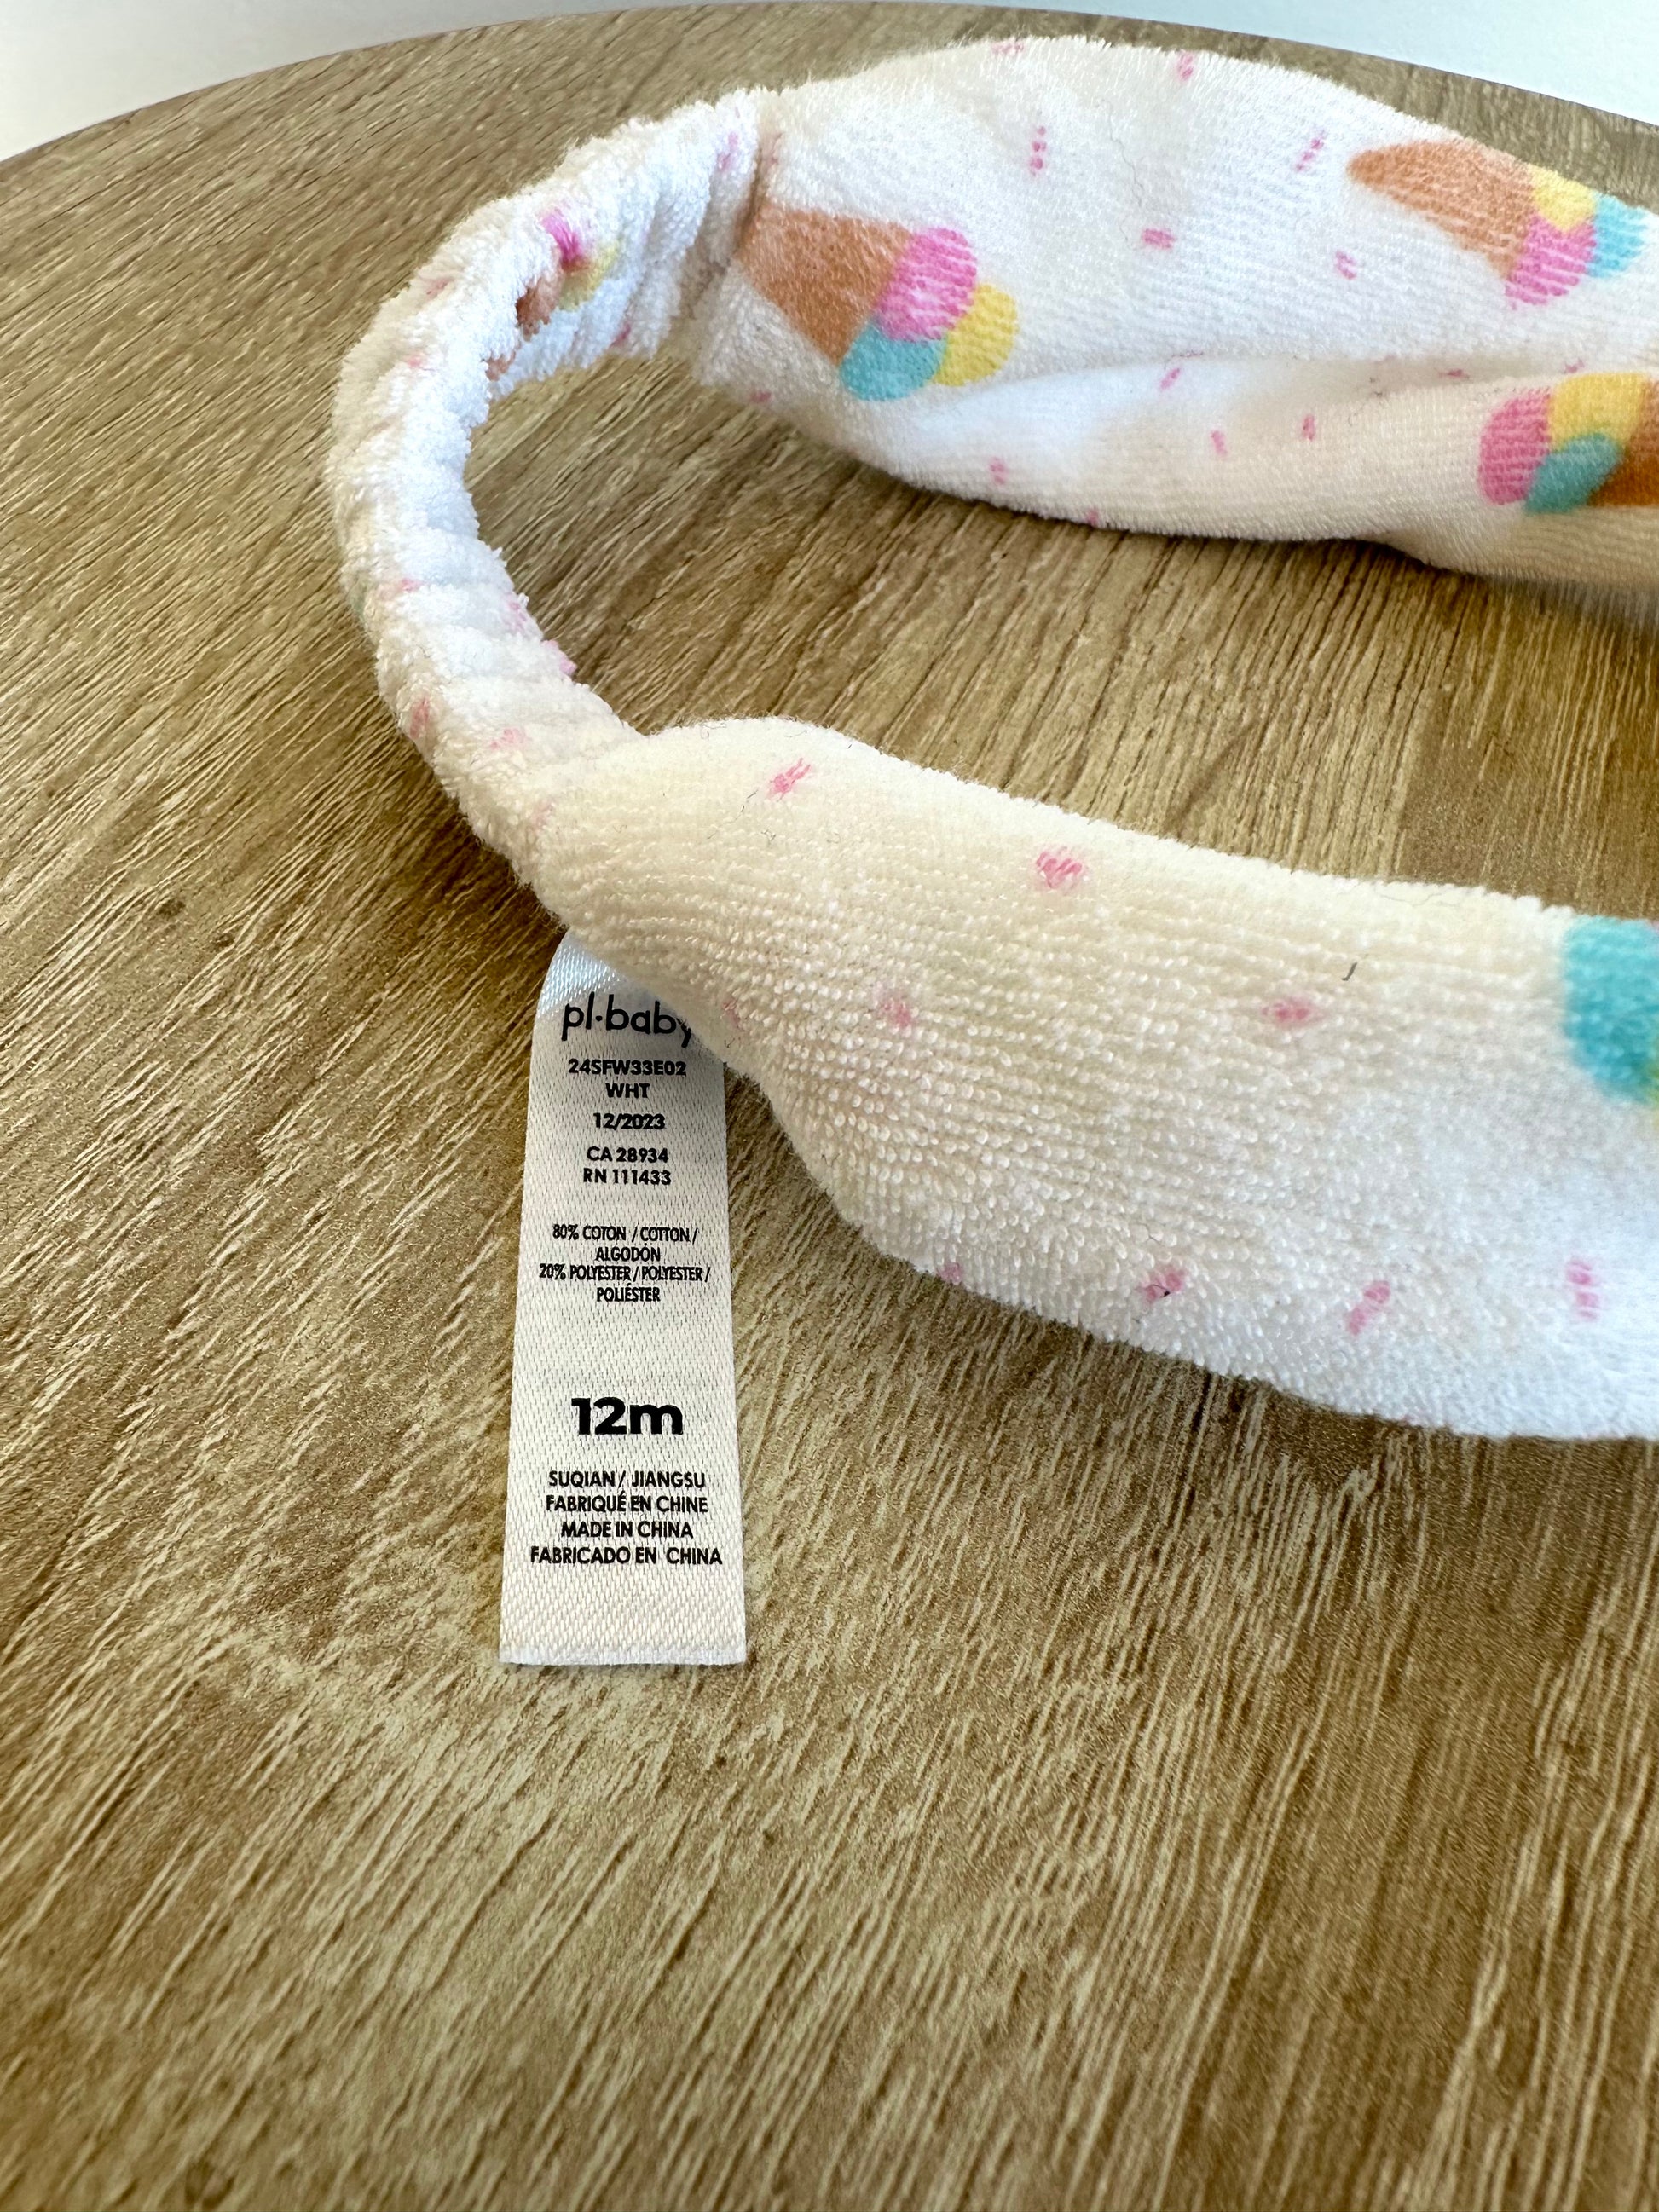 pl·baby
24SFW33E02
WHT
12/2023
CA 28934
RN 111433
80% COTON / COTTON /
ALGODÓN
20% POLYESTER / POLYESTER /
POLIÉSTER
12m
SUQIAN / JIANGSU
FABRIQUÉ EN CHINE
MADE IN CHINA
FABRICADO EN CHINA